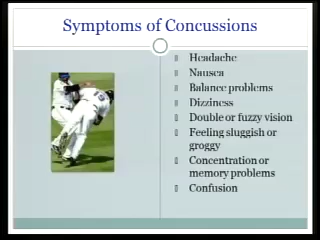 Symptoms of Concussions
Headache
Nausea
Balance problems
Dizziness
Double or fuzzy vision
Feeling sluggish or
groggy
Concentration or
memory problems
Confusion